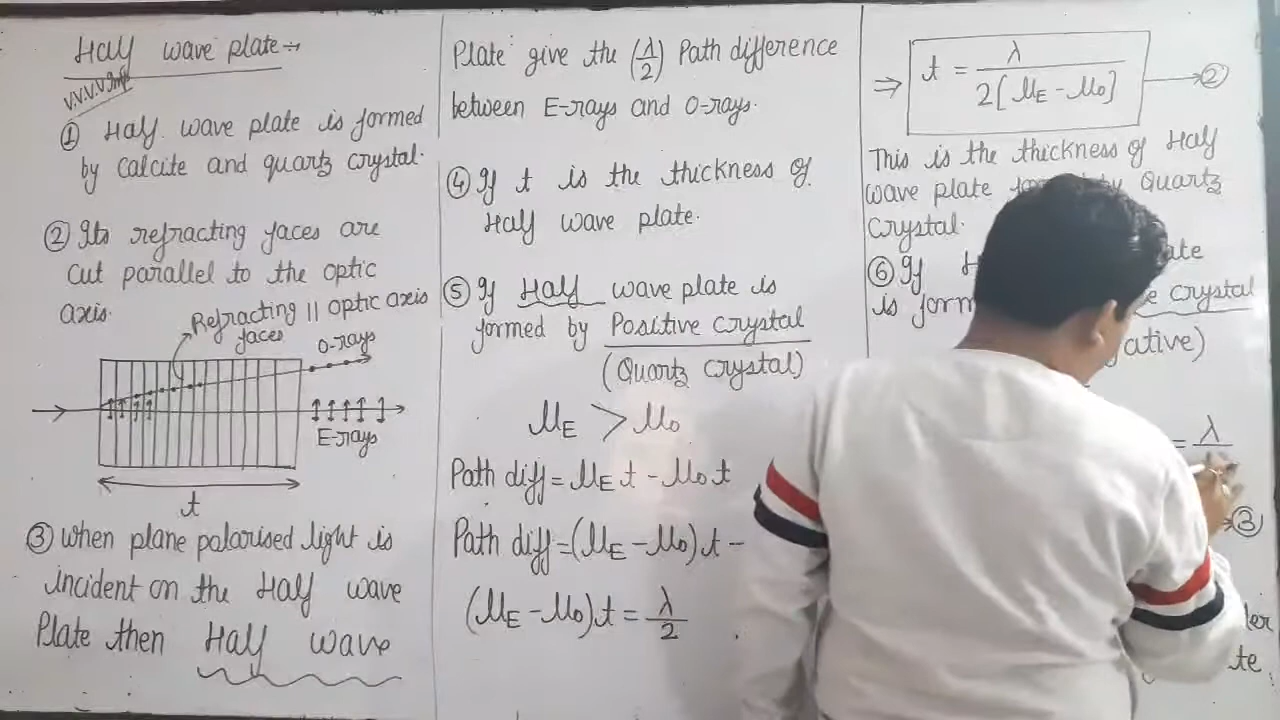 Half wave plate →
V.V.V.V Imp
① Half wave plate is formed
by calcite and quartz crystal.
② Its refracting faces are
cut parallel to the optic
axis.
Refracting || optic axis
faces
O-rays
E-rays
t
③ When plane polarised light is
incident on the Half wave
Plate then Half wave
Plate give the (λ/2) Path difference
between E-rays and O-rays.
④ If t is the thickness of
Half wave plate.
⑤ If Half wave plate is
formed by Positive crystal
(Quartz crystal)
μE > μo
Path diff = μE t - μo t
Path diff = (μE - μo) t -
(μE - μo) t = λ/2
⇒ t = λ / 2[μE - μo] → ②
This is the thickness of Half
wave plate by Quartz
Crystal.
⑥ If
is crystal
= λ
③